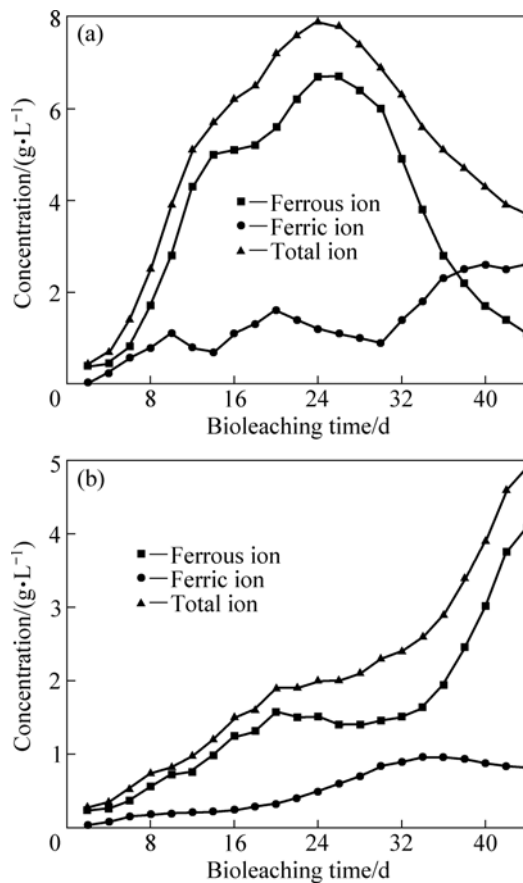 (a)
Concentration/(g•L⁻¹)
8
6
4
2
0
Ferrous ion
Ferric ion
Total ion
8 16 24 32 40
Bioleaching time/d
(b)
Concentration/(g•L⁻¹)
5
4
3
2
1
0
Ferrous ion
Ferric ion
Total ion
8 16 24 32 40
Bioleaching time/d